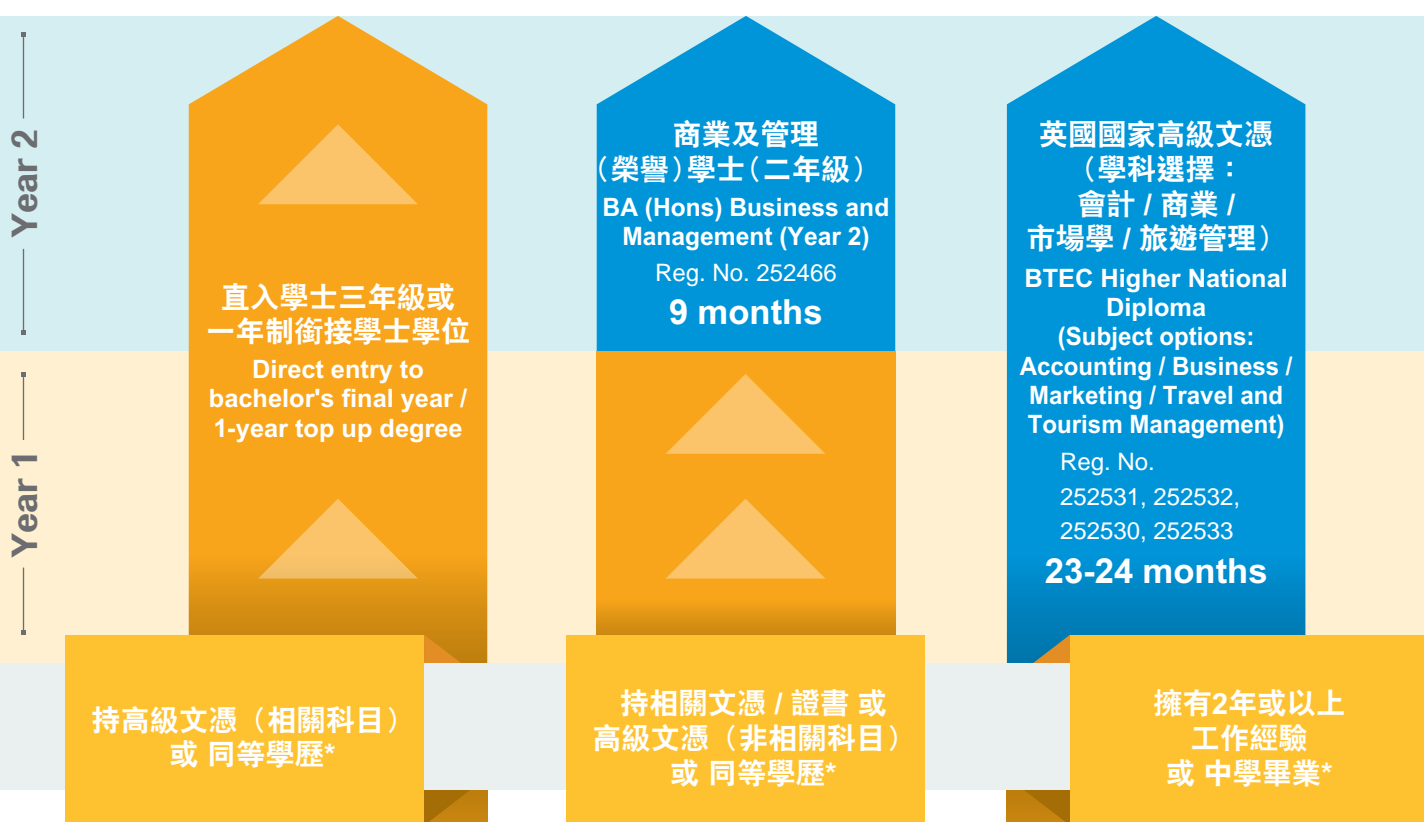 Year 2
Year 1
直入學士三年級或
一年制銜接學士學位
Direct entry to
bachelor's final year /
1-year top up degree
持高級文憑（相關科目）
或 同等學歷*
商業及管理
（榮譽）學士（二年級）
BA (Hons) Business and
Management (Year 2)
Reg. No. 252466
9 months
持相關文憑 / 證書 或
高級文憑（非相關科目）
或 同等學歷*
英國國家高級文憑
（學科選擇：
會計 / 商業 /
市場學 / 旅遊管理）
BTEC Higher National
Diploma
(Subject options:
Accounting / Business /
Marketing / Travel and
Tourism Management)
Reg. No.
252531, 252532,
252530, 252533
23-24 months
擁有2年或以上
工作經驗
或 中學畢業*